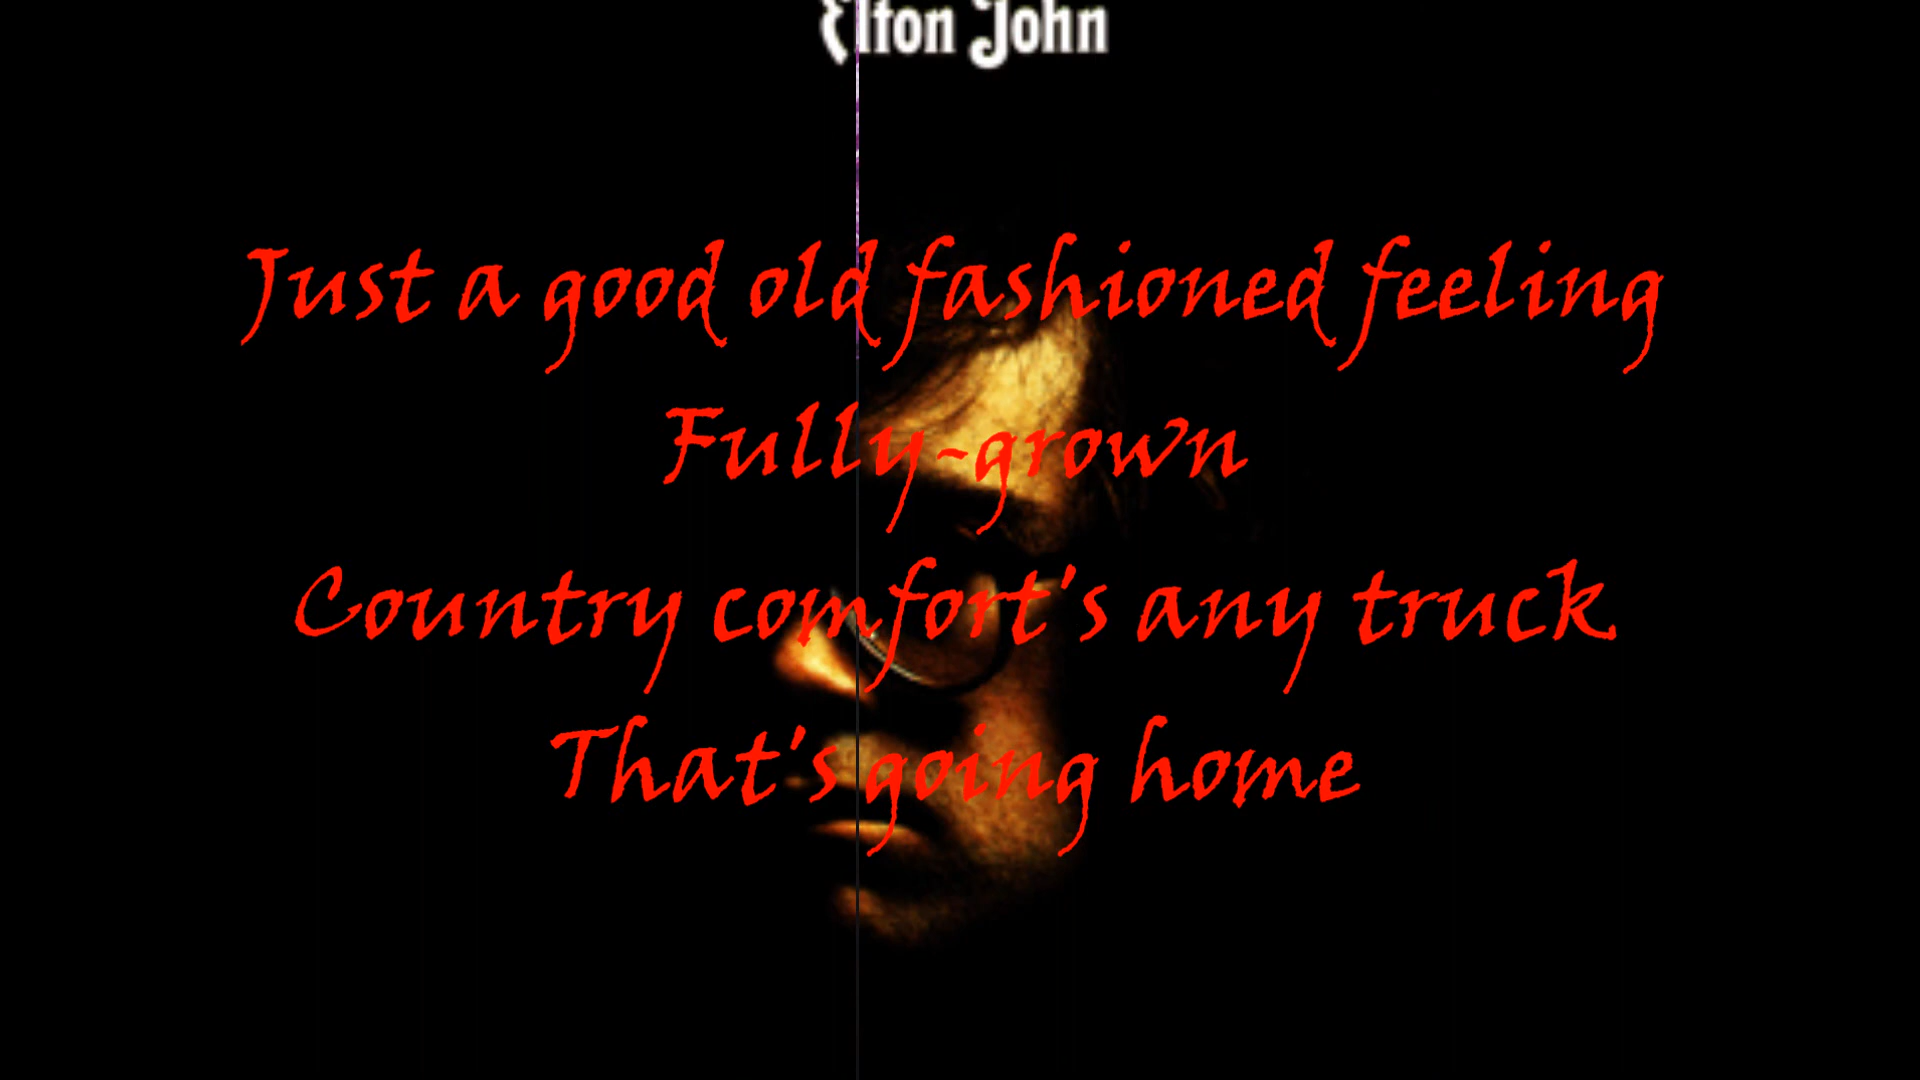 Elton John
Just a good old fashioned feeling
Fully-grown
Country comfort's any truck
That's going home